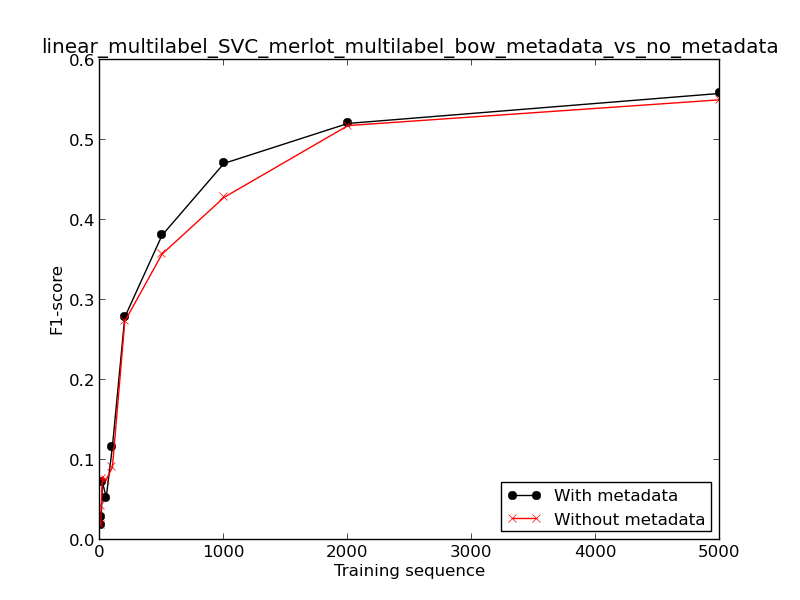 linear_multilabel_SVC_merlot_multilabel_bow_metadata_vs_no_metadata
0.6
0.5
0.4
0.3
0.2
0.1
0.0
F1-score
With metadata
Without metadata
0 1000 2000 3000 4000 5000
Training sequence